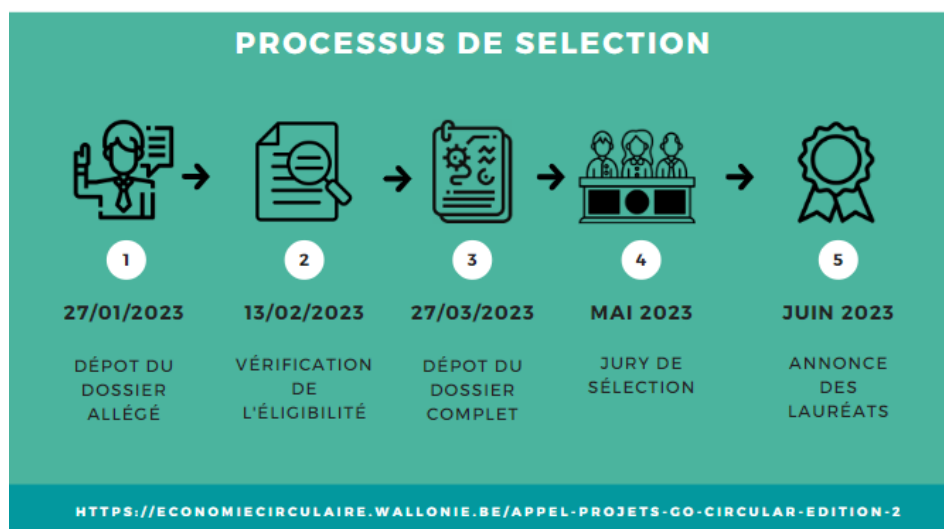 PROCESSUS DE SELECTION
1
27/01/2023
DÉPOT DU
DOSSIER
ALLÉGÉ
2
13/02/2023
VÉRIFICATION
DE
L'ÉLIGIBILITÉ
3
27/03/2023
DÉPOT DU
DOSSIER
COMPLET
4
MAI 2023
JURY DE
SÉLECTION
5
JUIN 2023
ANNONCE
DES
LAURÉATS
HTTPS://ECONOMIECIRCULAIRE.WALLONIE.BE/APPEL-PROJETS-GO-CIRCULAR-EDITION-2